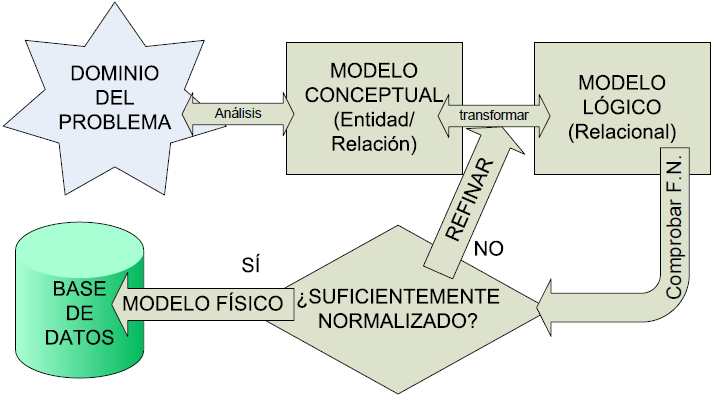 DOMINIO
DEL
PROBLEMA
Análisis
MODELO
CONCEPTUAL
(Entidad/
Relación)
transformar
MODELO
LÓGICO
(Relacional)
Comprobar F.N.
REFINAR
NO
¿SUFICIENTEMENTE
NORMALIZADO?
SÍ
MODELO FÍSICO
BASE
DE
DATOS